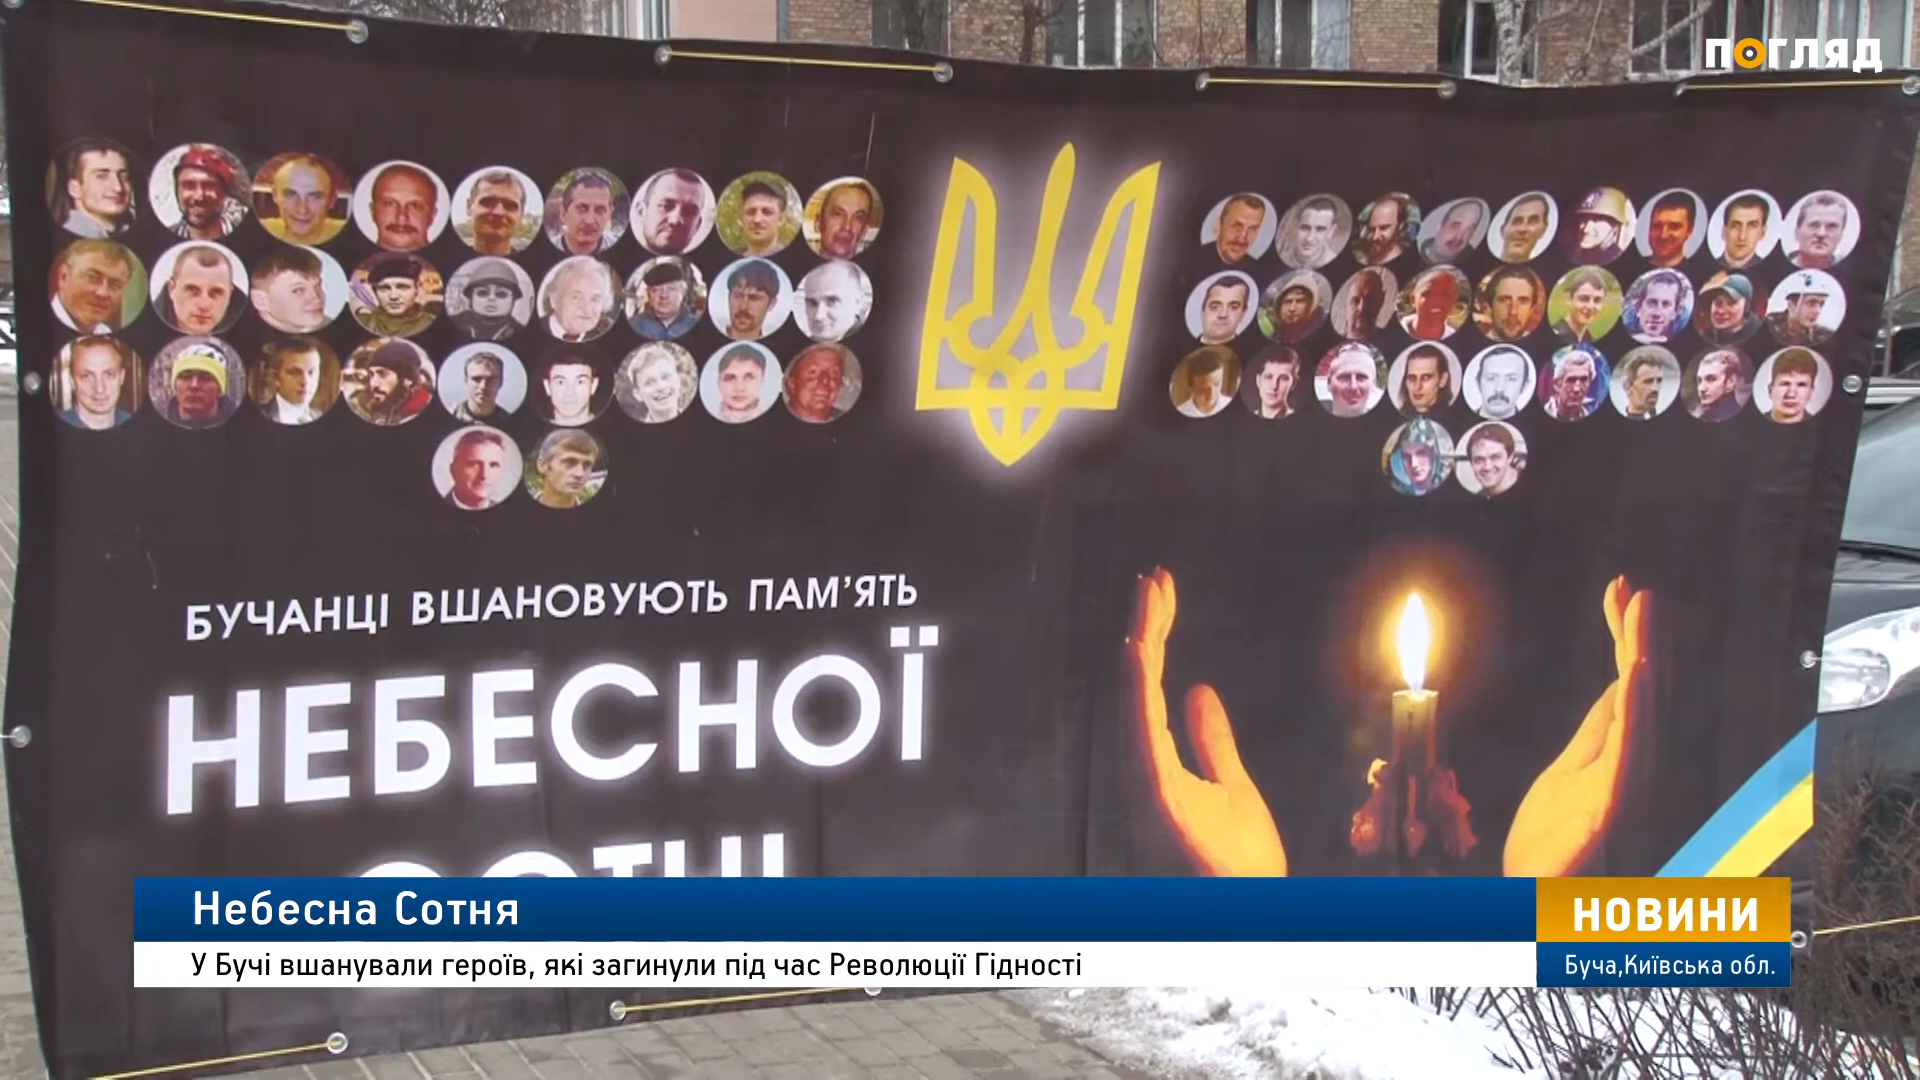 ПОГЛЯД
БУЧАНЦІ ВШАНОВУЮТЬ ПАМ’ЯТЬ
НЕБЕСНОЇ
СОТНІ
Небесна Сотня
НОВИНИ
У Бучі вшанували героїв, які загинули під час Революції Гідності
Буча,Київська обл.